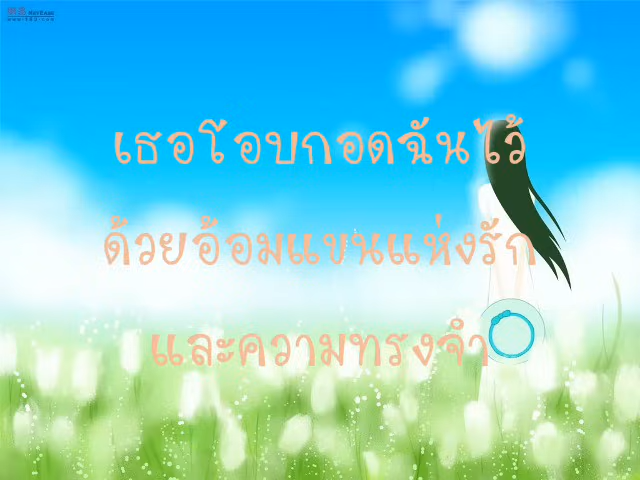 เธอโอบกอดฉันไว้
ด้วยอ้อมแขนแห่งรัก
และความทรงจำ